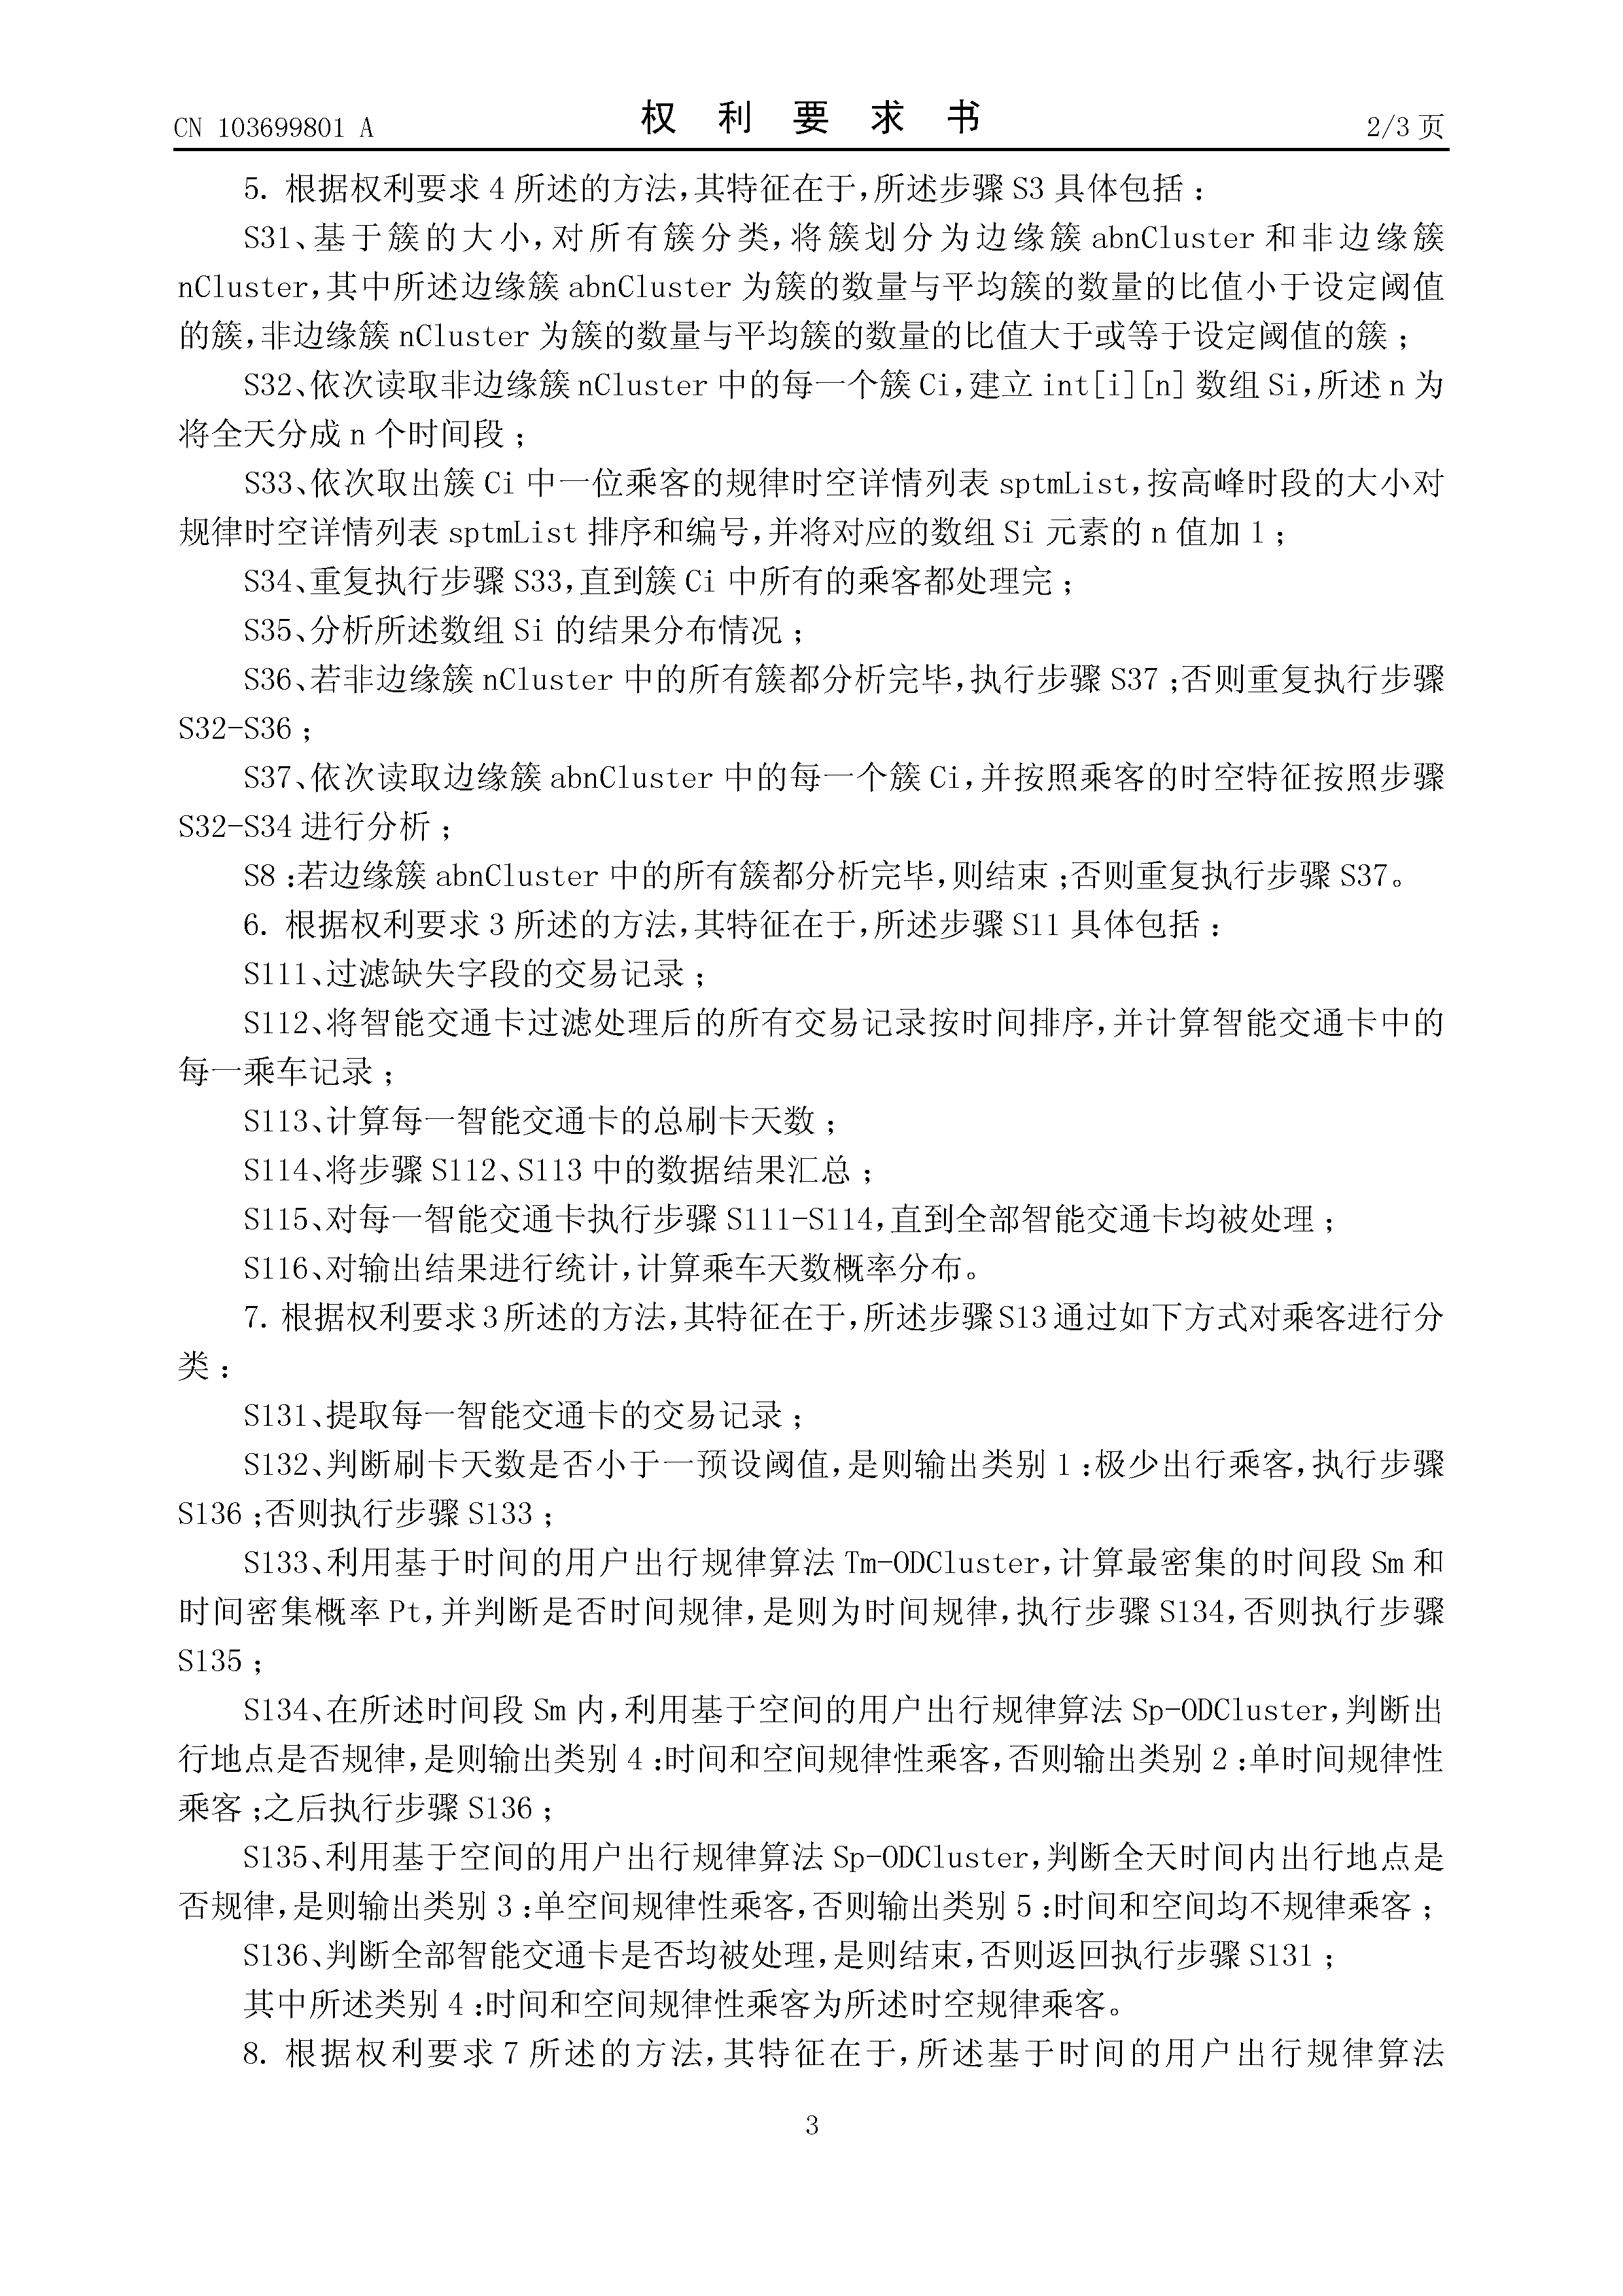 CN 103699801 A
权 利 要 求 书
2/3 页
5. 根据权利要求 4 所述的方法,其特征在于,所述步骤 S3 具体包括：
S31、基于簇的大小,对所有簇分类,将簇划分为边缘簇 abnCluster 和非边缘簇
nCluster,其中所述边缘簇 abnCluster 为簇的数量与平均簇的数量的比值小于设定阈值
的簇,非边缘簇 nCluster 为簇的数量与平均簇的数量的比值大于或等于设定阈值的簇；
S32、依次读取非边缘簇 nCluster 中的每一个簇 Ci,建立 int[i][n] 数组 Si,所述 n 为
将全天分成 n 个时间段；
S33、依次取出簇 Ci 中一位乘客的规律时空详情列表 sptmList,按高峰时段的大小对
规律时空详情列表 sptmList 排序和编号,并将对应的数组 Si 元素的 n 值加 1；
S34、重复执行步骤 S33,直到簇 Ci 中所有的乘客都处理完；
S35、分析所述数组 Si 的结果分布情况；
S36、若非边缘簇 nCluster 中的所有簇都分析完毕,执行步骤 S37；否则重复执行步骤
S32-S36；
S37、依次读取边缘簇 abnCluster 中的每一个簇 Ci,并按照乘客的时空特征按照步骤
S32-S34 进行分析；
S8：若边缘簇 abnCluster 中的所有簇都分析完毕,则结束；否则重复执行步骤 S37。
6. 根据权利要求 3 所述的方法,其特征在于,所述步骤 S11 具体包括：
S111、过滤缺失字段的交易记录；
S112、将智能交通卡过滤处理后的所有交易记录按时间排序,并计算智能交通卡中的
每一乘车记录；
S113、计算每一智能交通卡的总刷卡天数；
S114、将步骤 S112、S113 中的数据结果汇总；
S115、对每一智能交通卡执行步骤 S111-S114,直到全部智能交通卡均被处理；
S116、对输出结果进行统计,计算乘车天数概率分布。
7. 根据权利要求 3 所述的方法,其特征在于,所述步骤 S13 通过如下方式对乘客进行分
类：
S131、提取每一智能交通卡的交易记录；
S132、判断刷卡天数是否小于一预设阈值,是则输出类别 1：极少出行乘客,执行步骤
S136；否则执行步骤 S133；
S133、利用基于时间的用户出行规律算法 Tm-ODCluster,计算最密集的时间段 Sm 和
时间密集概率 Pt,并判断是否时间规律,是则为时间规律,执行步骤 S134,否则执行步骤
S135；
S134、在所述时间段 Sm 内,利用基于空间的用户出行规律算法 Sp-ODCluster,判断出
行地点是否规律,是则输出类别 4：时间和空间规律性乘客,否则输出类别 2：单时间规律性
乘客；之后执行步骤 S136；
S135、利用基于空间的用户出行规律算法 Sp-ODCluster,判断全天时间内出行地点是
否规律,是则输出类别 3：单空间规律性乘客,否则输出类别 5：时间和空间均不规律乘客；
S136、判断全部智能交通卡是否均被处理,是则结束,否则返回执行步骤 S131；
其中所述类别 4：时间和空间规律性乘客为所述时空规律乘客。
8. 根据权利要求 7 所述的方法,其特征在于,所述基于时间的用户出行规律算法
3